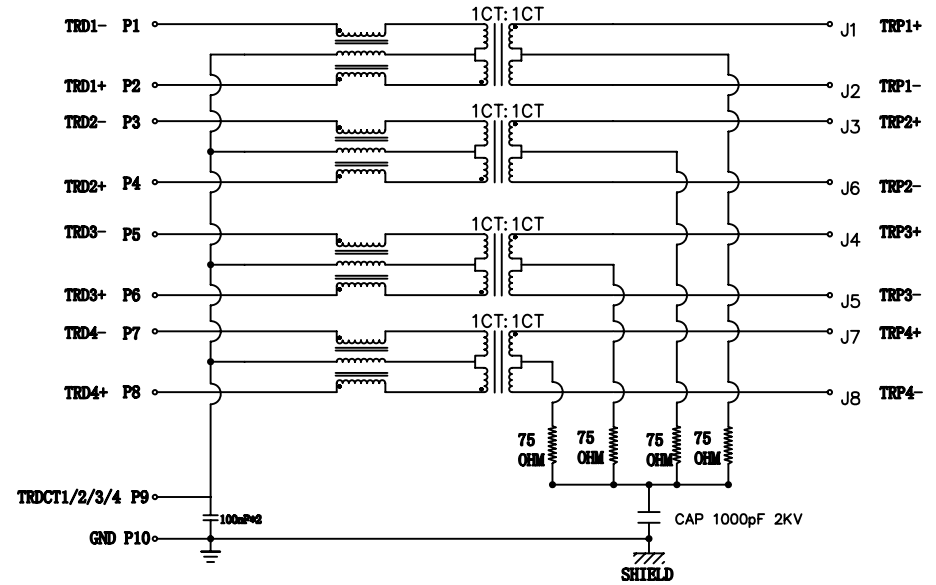 1CT:1CT
TRD1- P1 J1 TRP1+
TRD1+ P2 J2 TRP1-
1CT:1CT
TRD2- P3 J3 TRP2+
TRD2+ P4 J6 TRP2-
1CT:1CT
TRD3- P5 J4 TRP3+
TRD3+ P6 J5 TRP3-
1CT:1CT
TRD4- P7 J7 TRP4+
TRD4+ P8 J8 TRP4-
75 75 75 75
OHM OHM OHM OHM
TRDCT1/2/3/4 P9
100nF*2
CAP 1000pF 2KV
GND P10
SHIELD